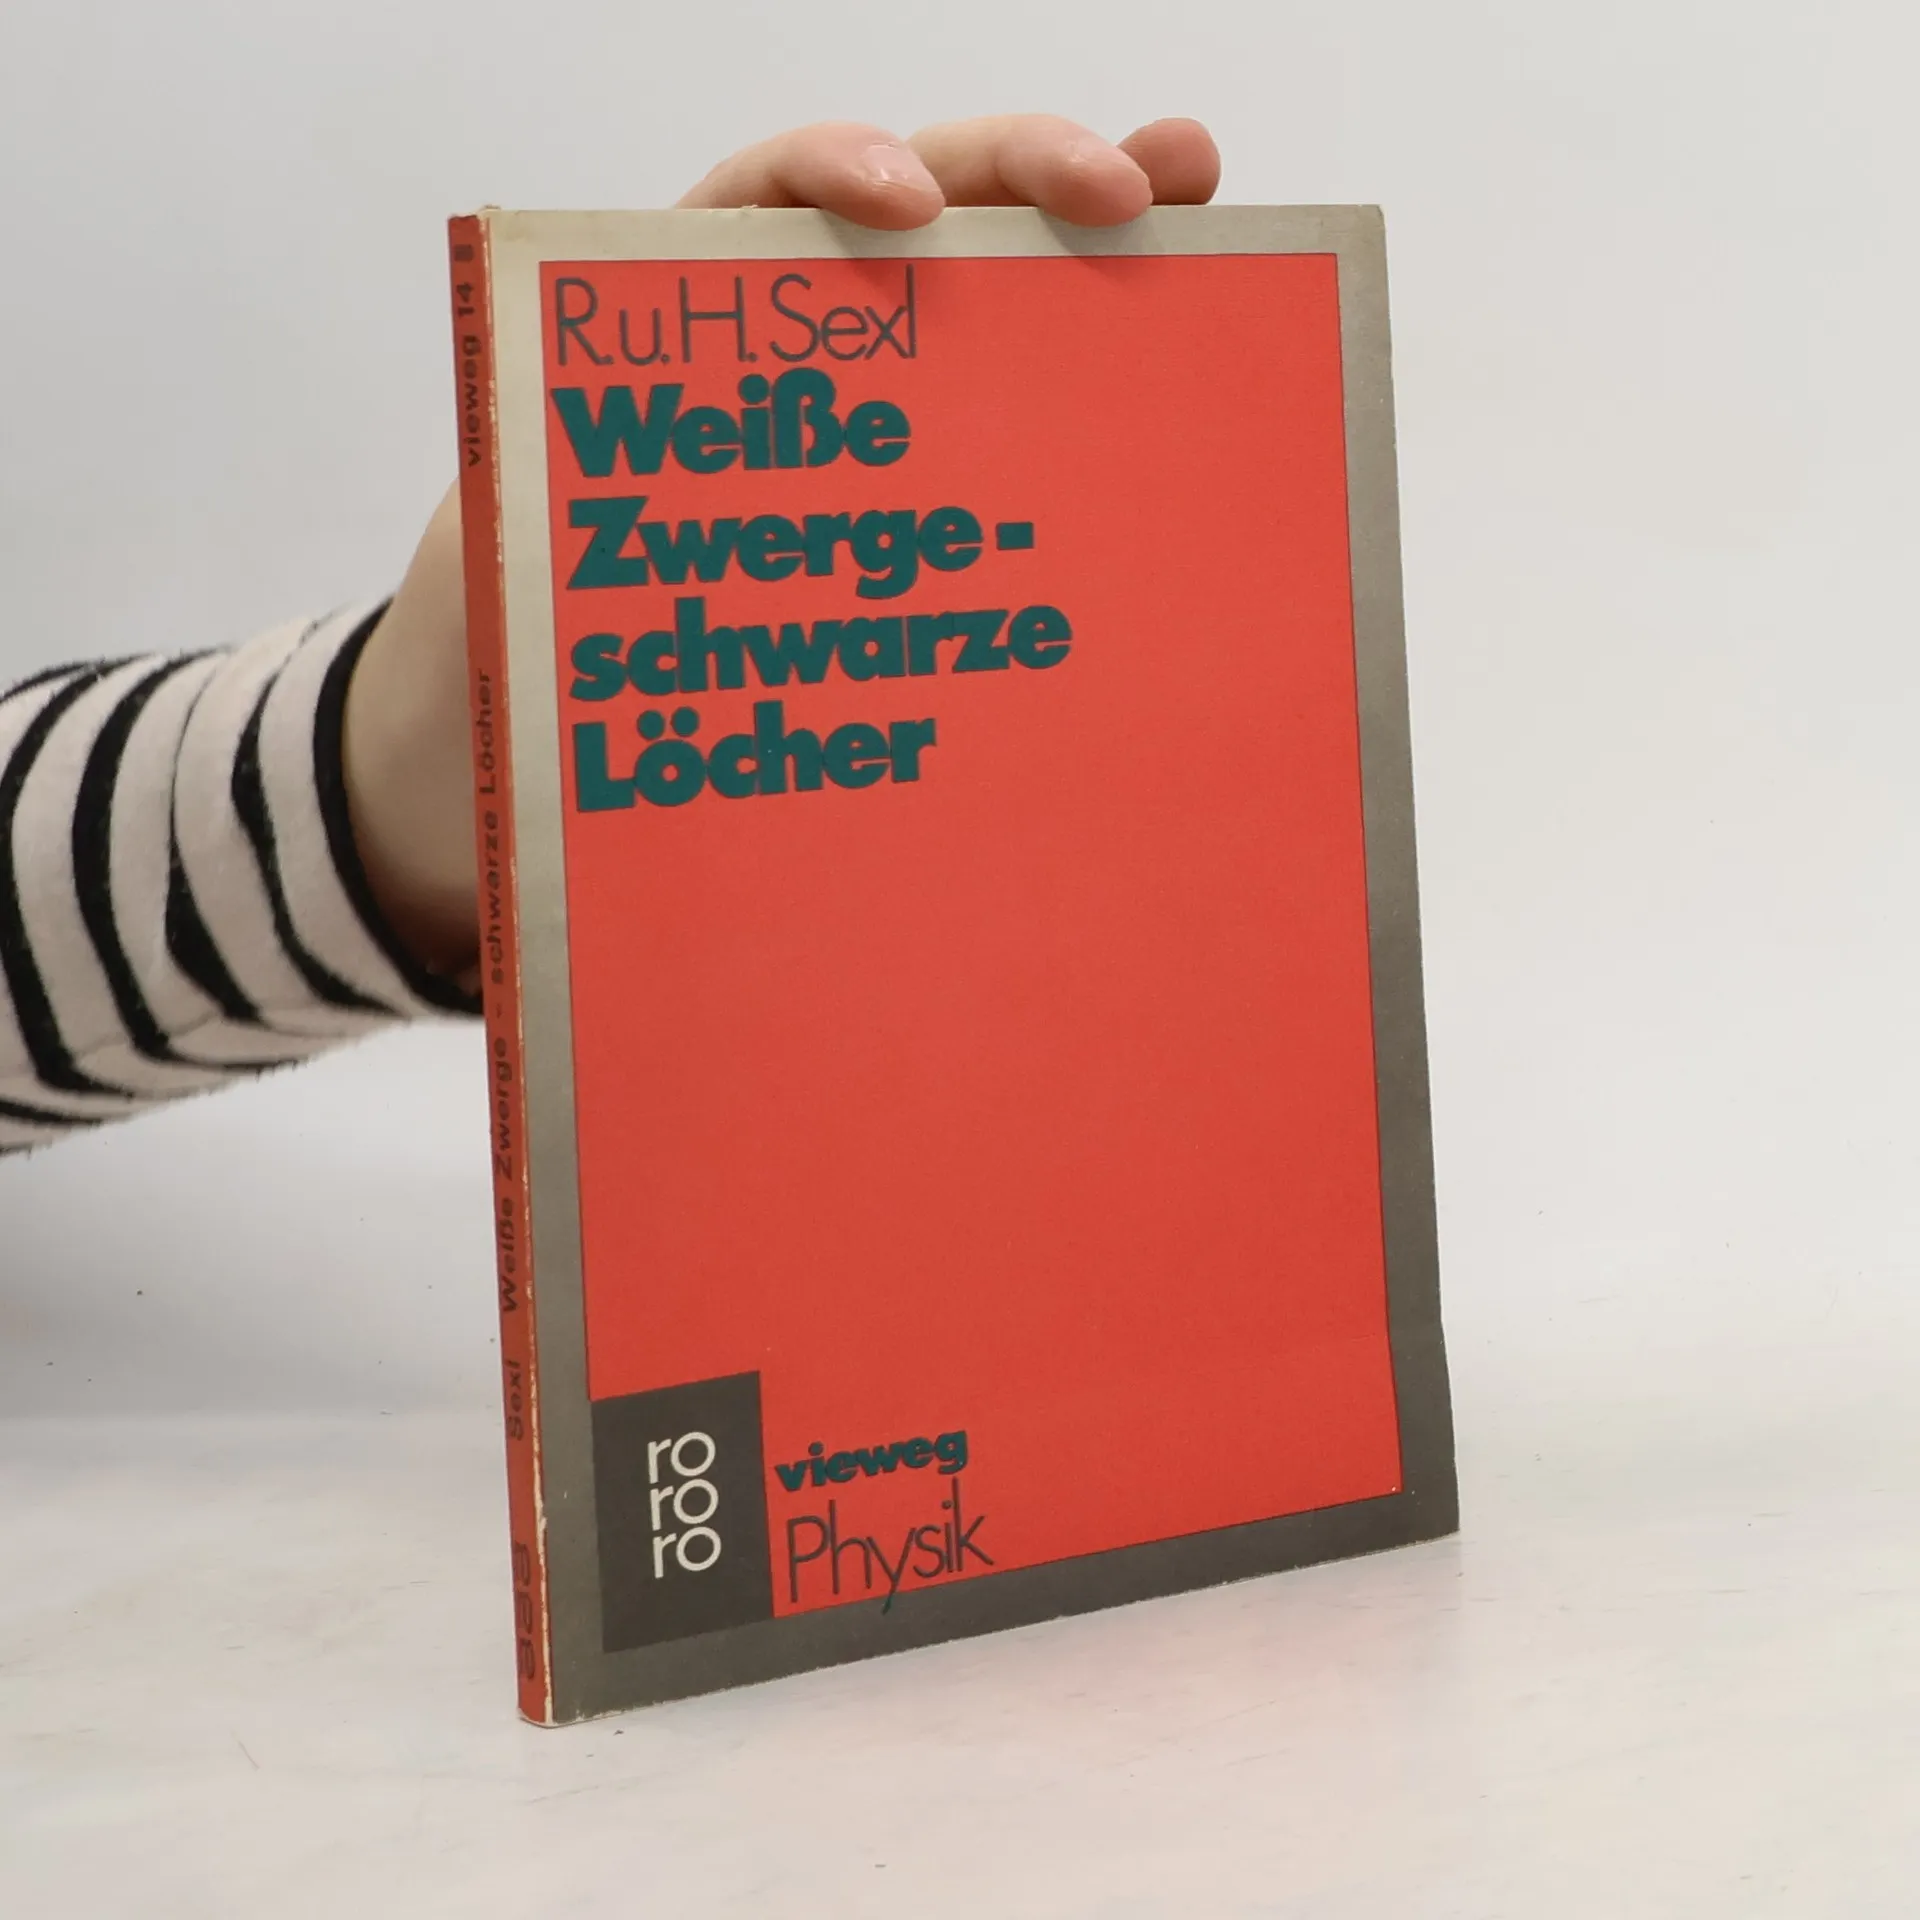 R.u.H.Sexl
Weiße
Zwerge-
schwarze
Löcher
ro
ro
ro
vieweg
Physik
Sexl Weiße Zwerge - schwarze Löcher vieweg 14